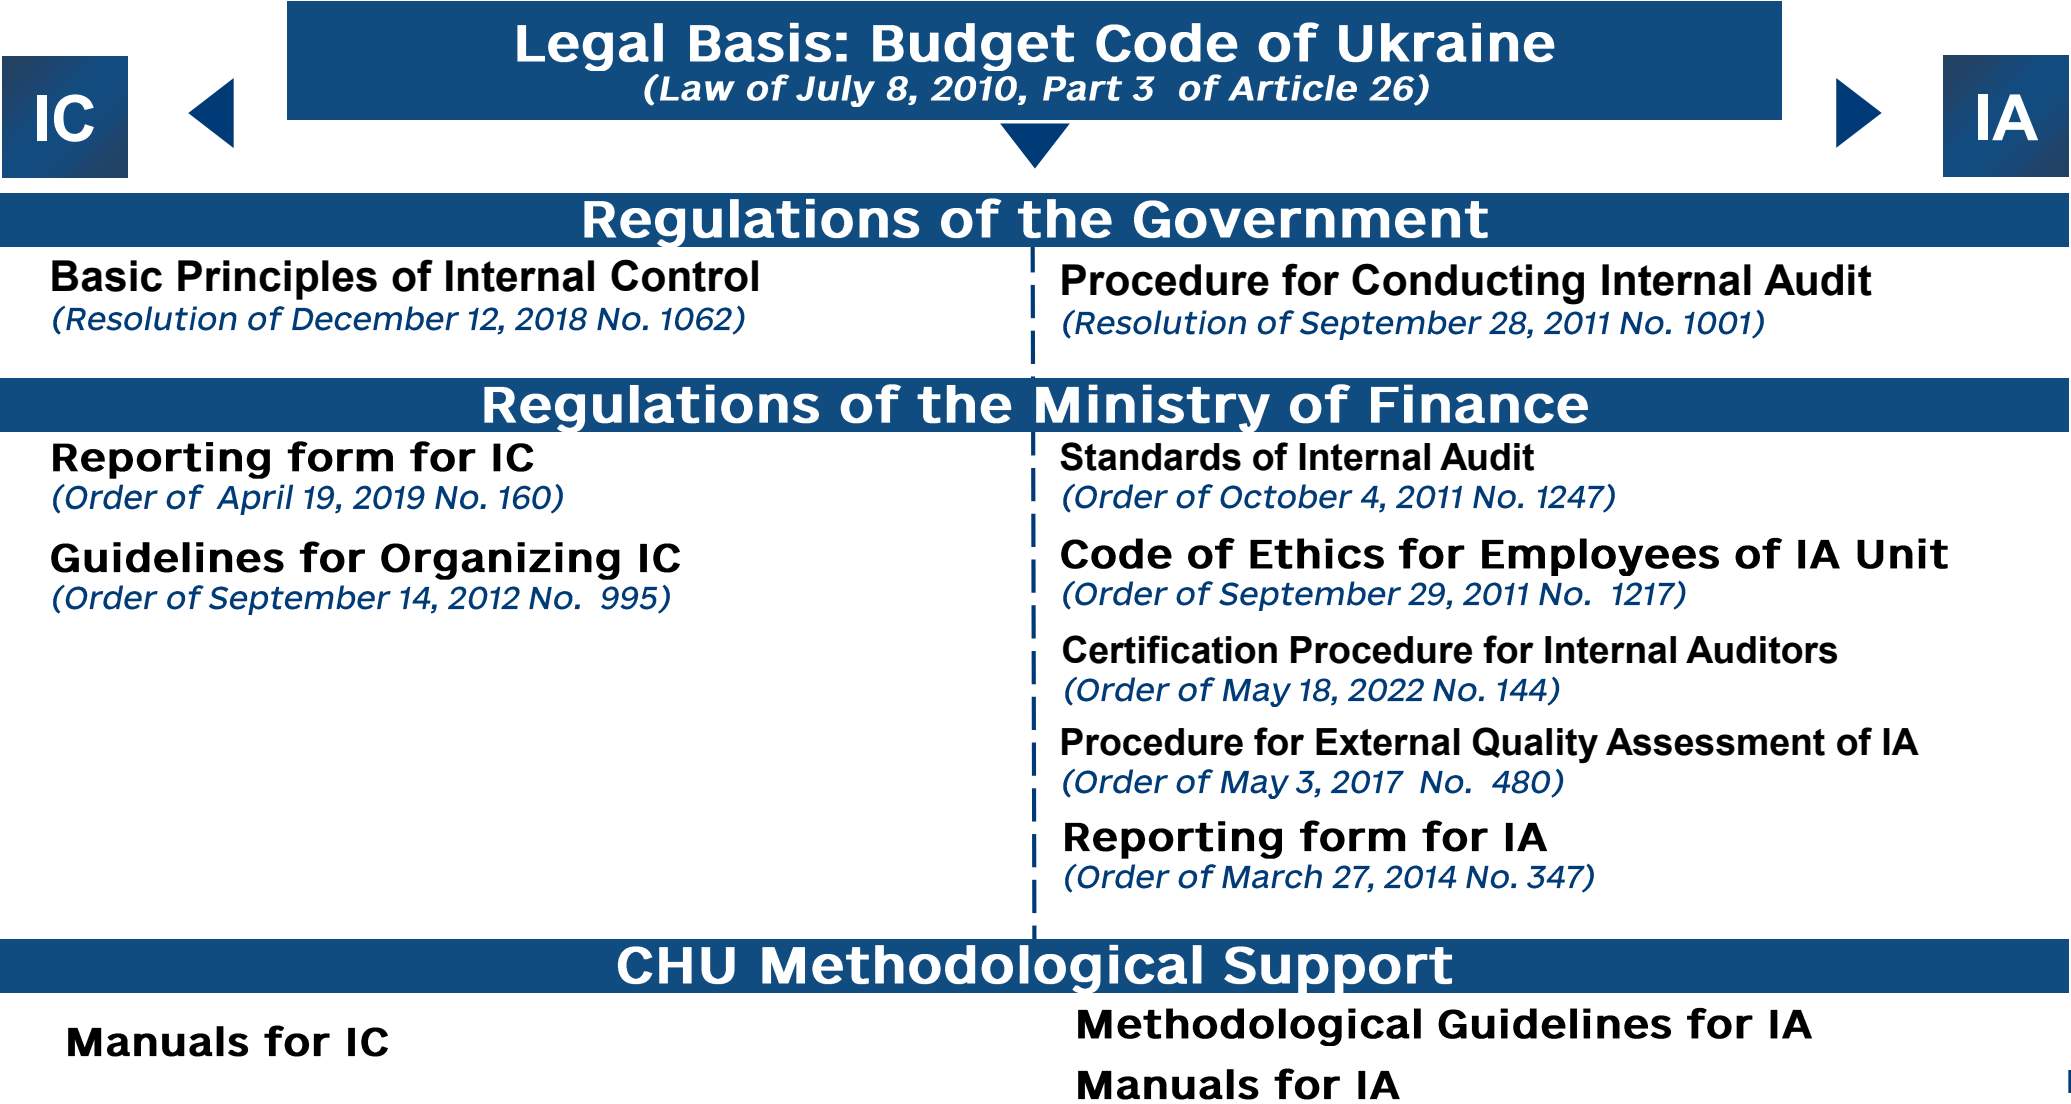 Legal Basis: Budget Code of Ukraine
(Law of July 8, 2010, Part 3 of Article 26)
IC
IA
Regulations of the Government
Basic Principles of Internal Control
(Resolution of December 12, 2018 No. 1062)
Procedure for Conducting Internal Audit
(Resolution of September 28, 2011 No. 1001)
Regulations of the Ministry of Finance
Reporting form for IC
(Order of April 19, 2019 No. 160)
Guidelines for Organizing IC
(Order of September 14, 2012 No. 995)
Standards of Internal Audit
(Order of October 4, 2011 No. 1247)
Code of Ethics for Employees of IA Unit
(Order of September 29, 2011 No. 1217)
Certification Procedure for Internal Auditors
(Order of May 18, 2022 No. 144)
Procedure for External Quality Assessment of IA
(Order of May 3, 2017 No. 480)
Reporting form for IA
(Order of March 27, 2014 No. 347)
CHU Methodological Support
Manuals for IC
Methodological Guidelines for IA
Manuals for IA